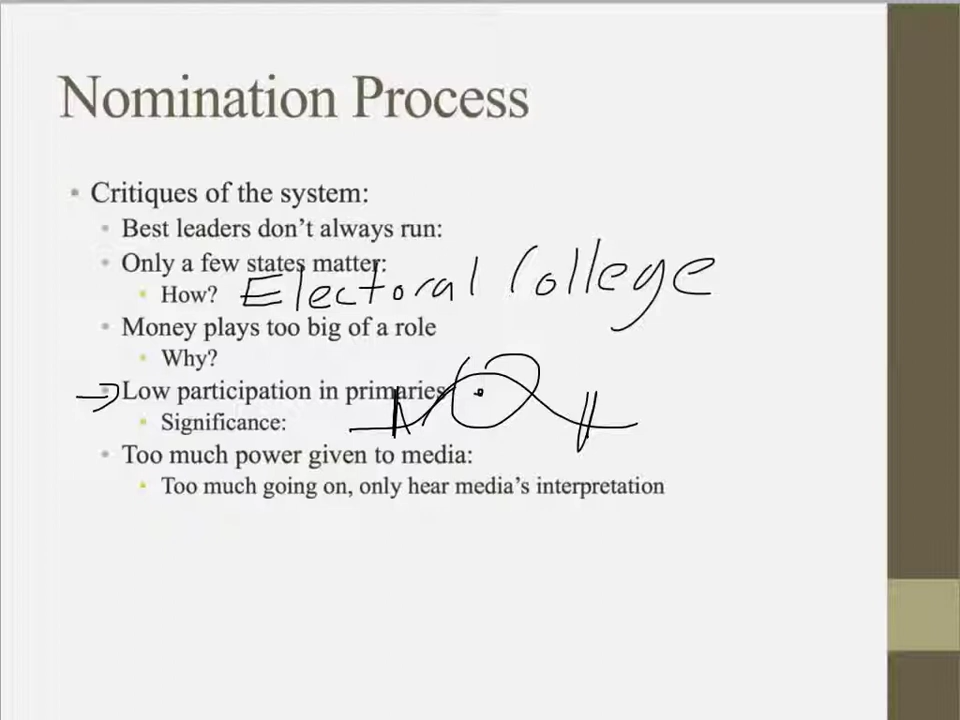 Nomination Process
• Critiques of the system:
• Best leaders don't always run:
• Only a few states matter:
• How? Electoral College
• Money plays too big of a role
• Why?
• Low participation in primaries
• Significance:
• Too much power given to media:
• Too much going on, only hear media's interpretation